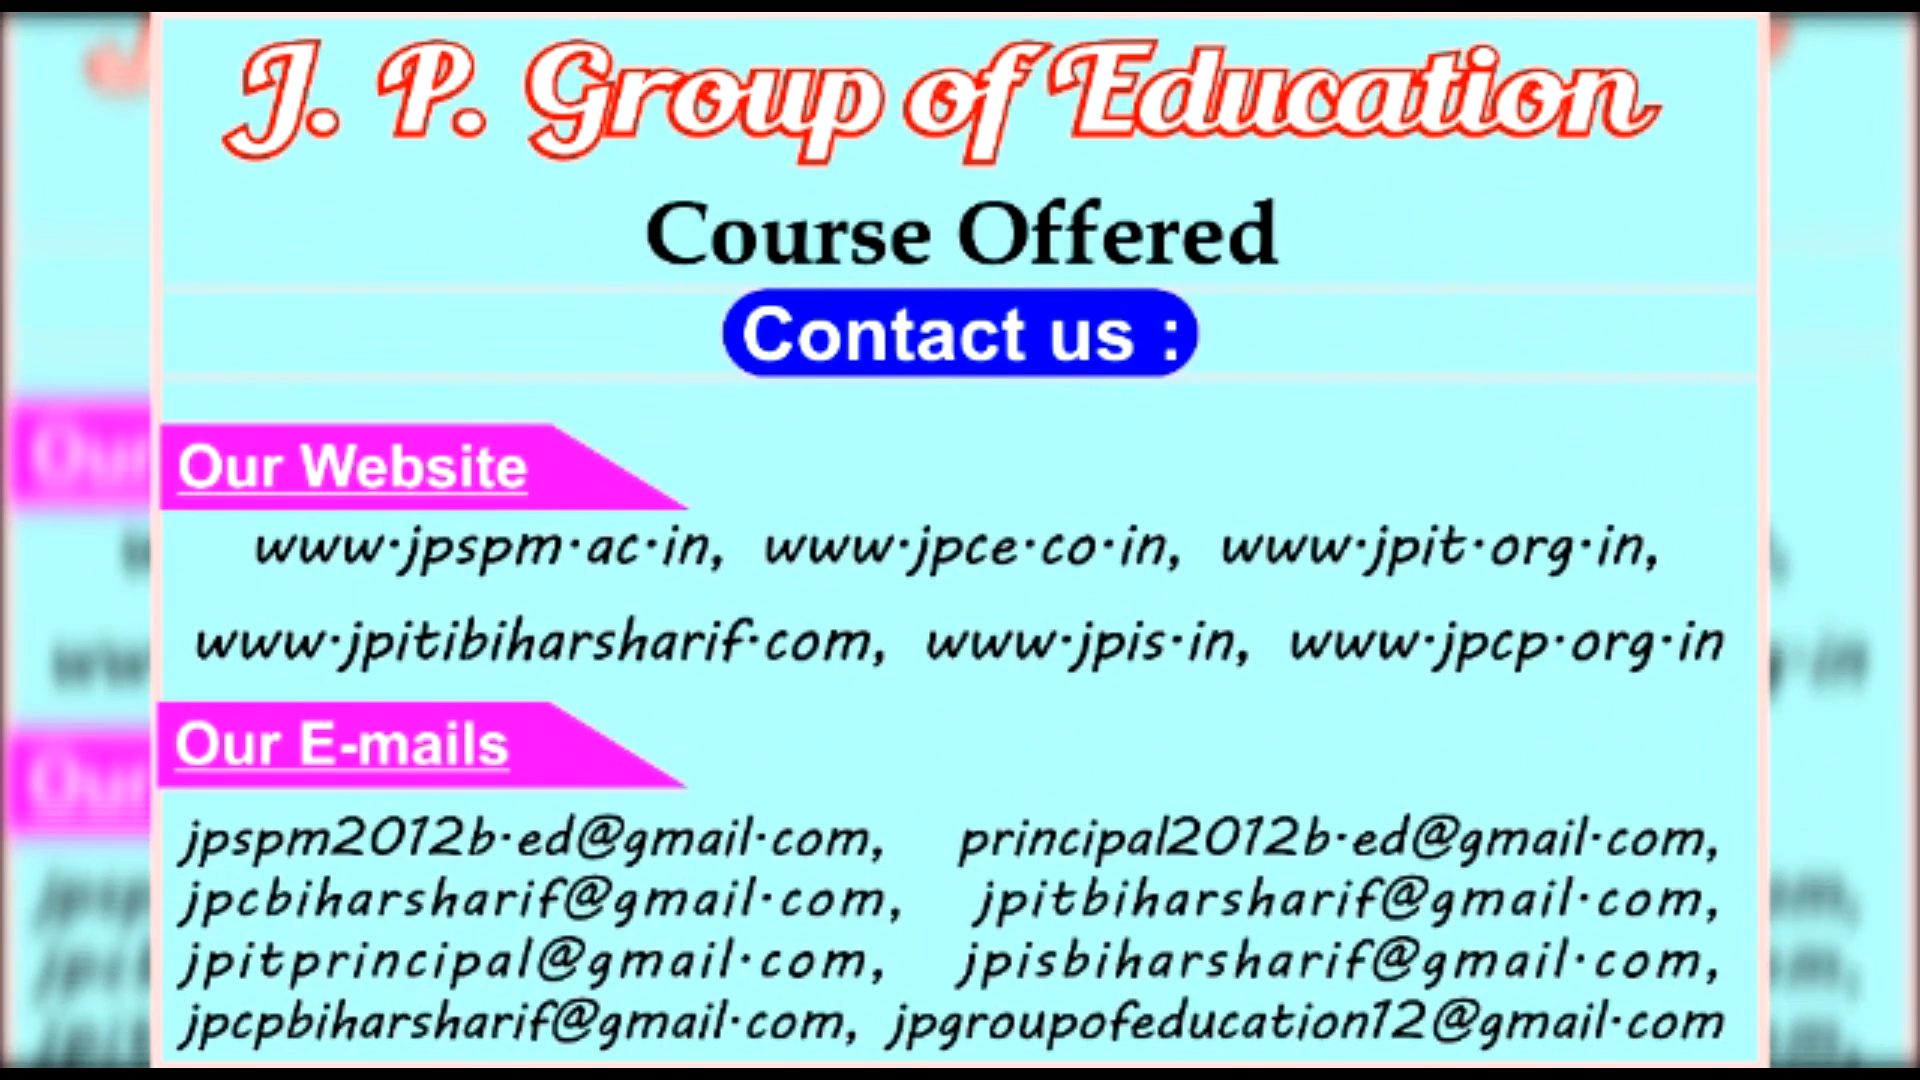 J. P. Group of Education
Course Offered
Contact us :
Our Website
www.jpspm.ac.in, www.jpce.co.in, www.jpit.org.in,
www.jpitibiharsharif.com, www.jpis.in, www.jpcp.org.in
Our E-mails
jpspm2012b.ed@gmail.com, principal2012b.ed@gmail.com,
jpcbiharsharif@gmail.com, jpitbiharsharif@gmail.com,
jpitprincipal@gmail.com, jpisbiharsharif@gmail.com,
jpcpbiharsharif@gmail.com, jpgroupofeducation12@gmail.com